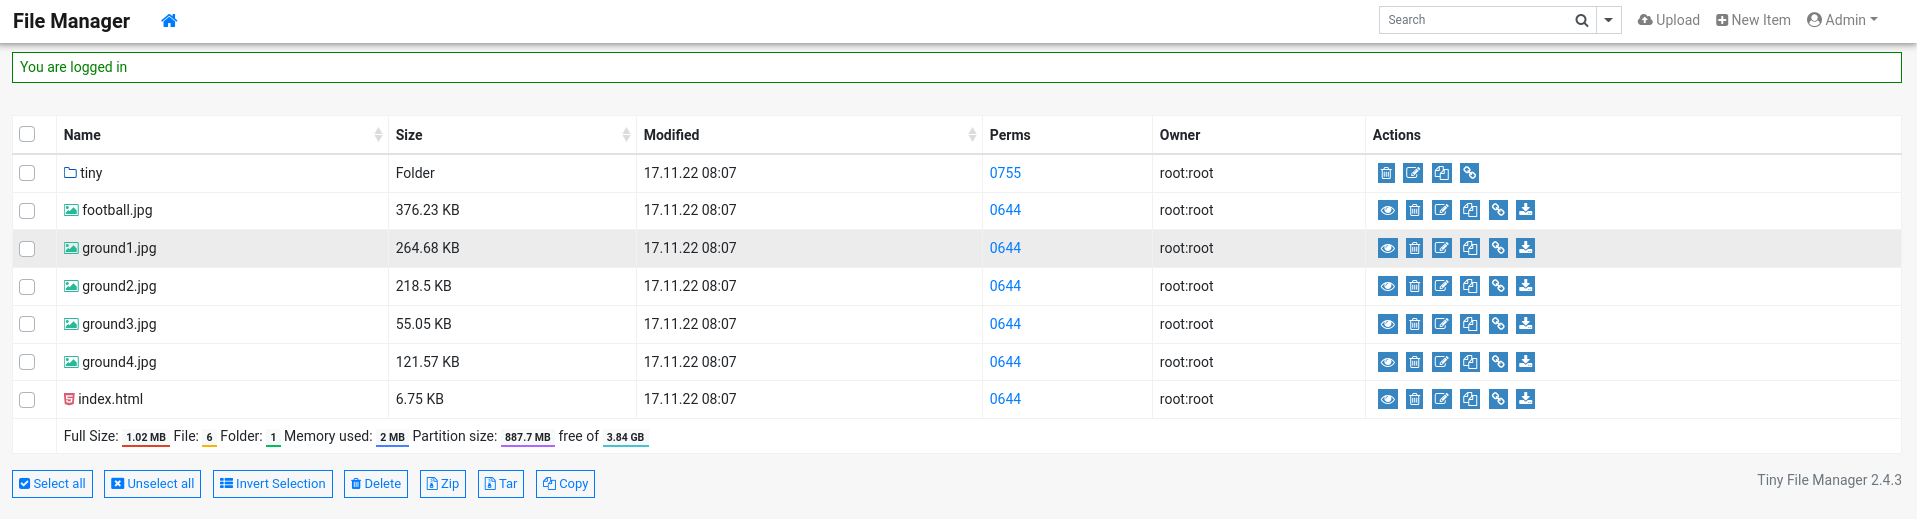 File Manager Search Upload New Item Admin
You are logged in
Name Size Modified Perms Owner Actions
tiny Folder 17.11.22 08:07 0755 root:root
football.jpg 376.23 KB 17.11.22 08:07 0644 root:root
ground1.jpg 264.68 KB 17.11.22 08:07 0644 root:root
ground2.jpg 218.5 KB 17.11.22 08:07 0644 root:root
ground3.jpg 55.05 KB 17.11.22 08:07 0644 root:root
ground4.jpg 121.57 KB 17.11.22 08:07 0644 root:root
index.html 6.75 KB 17.11.22 08:07 0644 root:root
Full Size: 1.02 MB File: 6 Folder: 1 Memory used: 2 MB Partition size: 887.7 MB free of 3.84 GB
Select all Unselect all Invert Selection Delete Zip Tar Copy Tiny File Manager 2.4.3